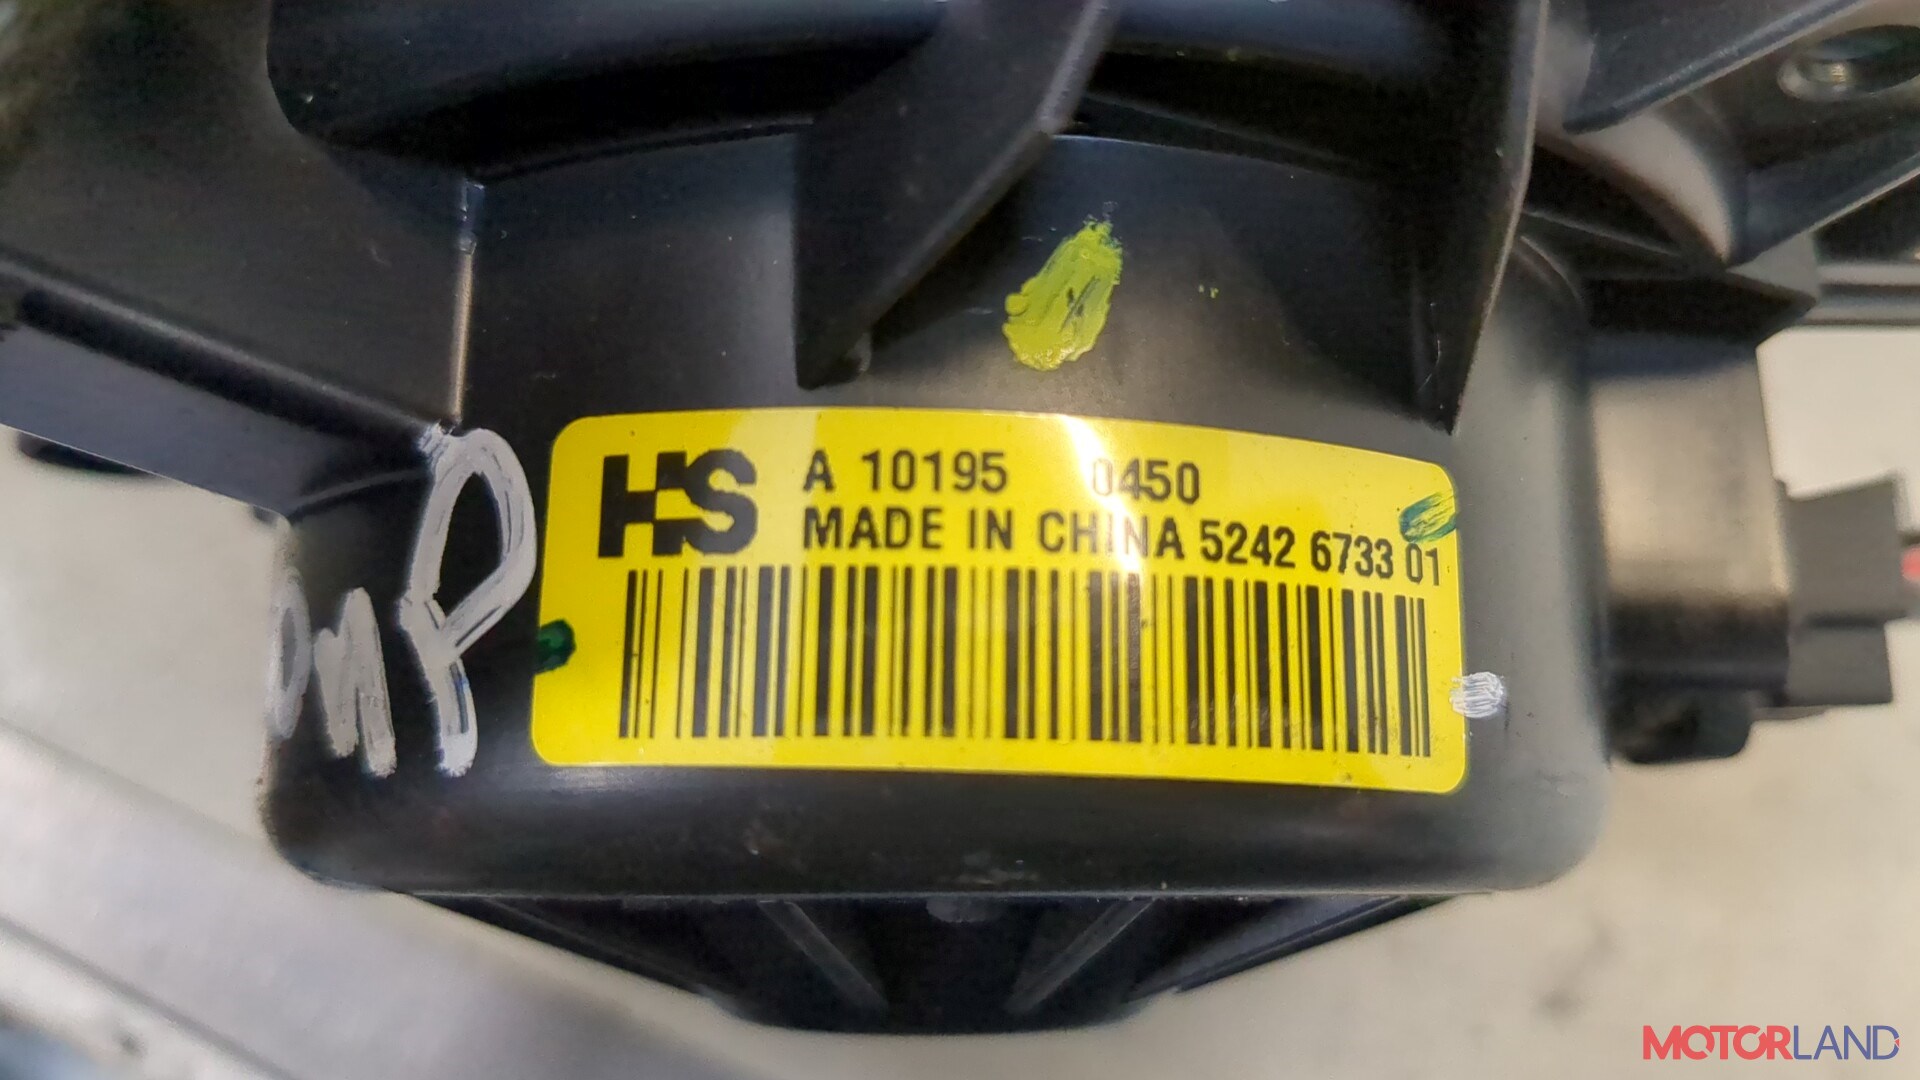 HS A 10195 0450
MADE IN CHINA 5242 6733 01
MOTORLAND